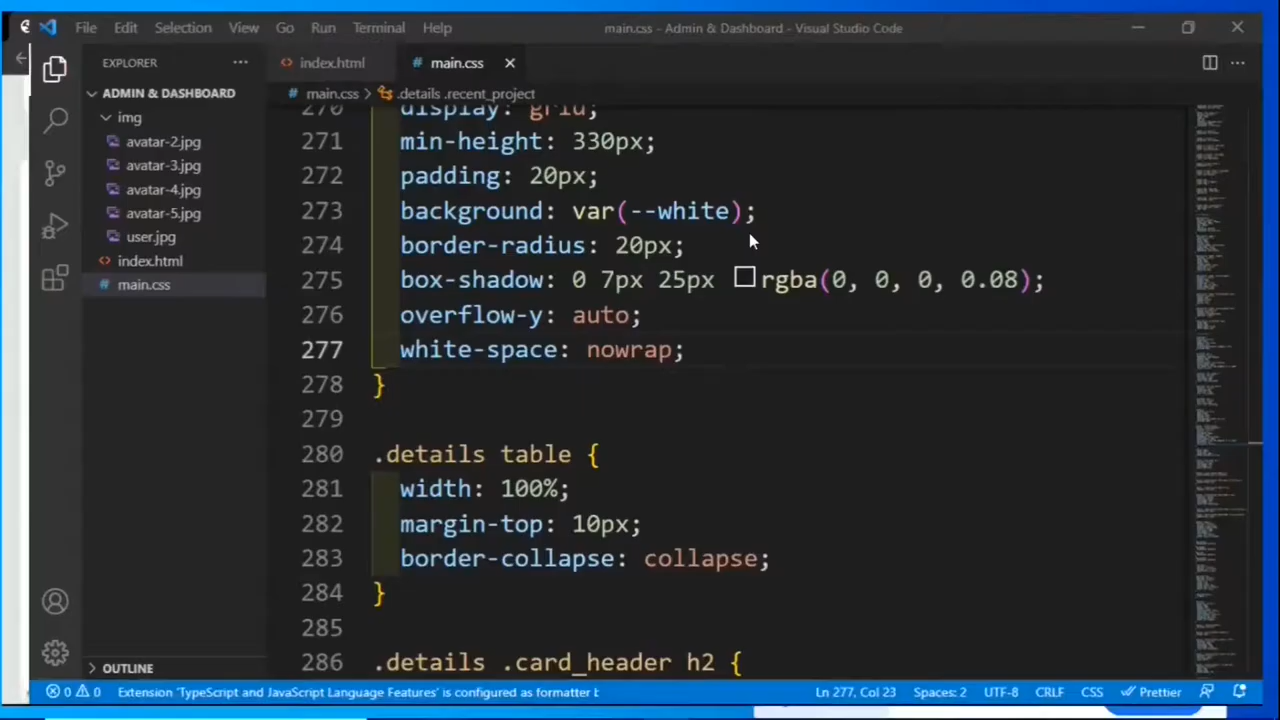 File Edit Selection View Go Run Terminal Help
main.css - Admin & Dashboard - Visual Studio Code
EXPLORER
ADMIN & DASHBOARD
img
avatar-2.jpg
avatar-3.jpg
avatar-4.jpg
avatar-5.jpg
user.jpg
index.html
main.css
OUTLINE
<> index.html
# main.css
# main.css > .details .recent_project
270 display: grid;
271 min-height: 330px;
272 padding: 20px;
273 background: var(--white);
274 border-radius: 20px;
275 box-shadow: 0 7px 25px rgba(0, 0, 0, 0.08);
276 overflow-y: auto;
277 white-space: nowrap;
278 }
279
280 .details table {
281 width: 100%;
282 margin-top: 10px;
283 border-collapse: collapse;
284 }
285
286 .details .card_header h2 {
0 0 Extension 'TypeScript and JavaScript Language Features' is configured as formatter b
Ln 277, Col 23 Spaces: 2 UTF-8 CRLF CSS Prettier